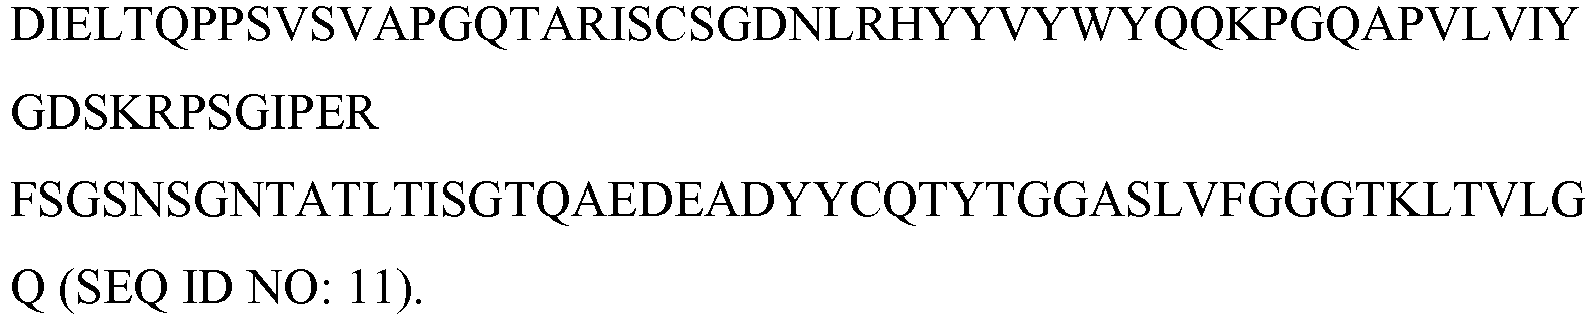 DIELTQPPSVSVAPGQTARISCSGDNLRHYYVYWYQQKPGQAPVLVIY
GDSKRPSGIPER
FSGSNSGNTATLTISGTQAEDEADYYCQTYTGGASLVFGGGTKLTVLG
Q (SEQ ID NO: 11).